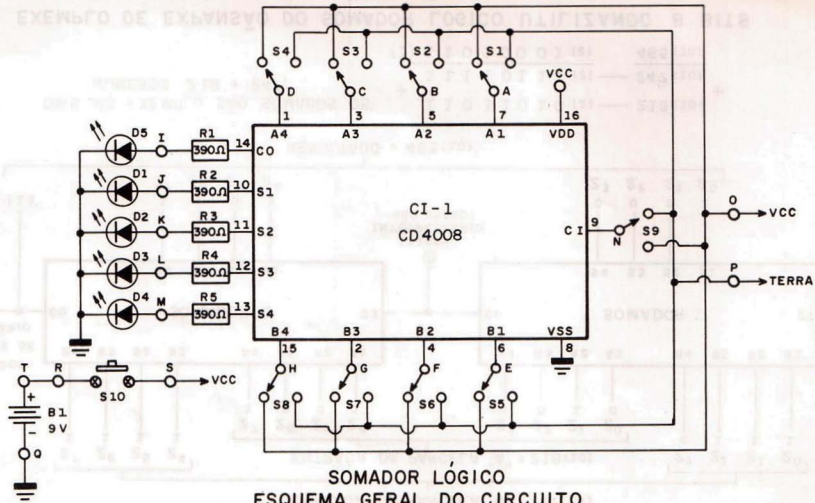 S4 S3 S2 S1
VCC
D C B A
1 3 5 7 16
A4 A3 A2 A1 VDD
D5 I R1 390Ω 14 CO
D1 J R2 390Ω 10 S1
D2 K R3 390Ω 11 S2
D3 L R4 390Ω 12 S3
D4 M R5 390Ω 13 S4
CI-1
CD4008
CI 9 N S9
O VCC
P TERRA
B4 B3 B2 B1 VSS
15 2 4 6 8
H G F E
S8 S7 S6 S5
T R S10 S VCC
+
B1
9V
-
Q
SOMADOR LÓGICO
ESQUEMA GERAL DO CIRCUITO